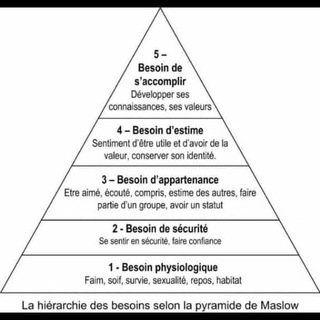 5 –
Besoin de
s'accomplir
Développer ses
connaissances, ses valeurs
4 – Besoin d'estime
Sentiment d'être utile et d'avoir de la
valeur, conserver son identité.
3 – Besoin d'appartenance
Etre aimé, écouté, compris, estime des autres, faire
partie d'un groupe, avoir un statut
2 - Besoin de sécurité
Se sentir en sécurité, faire confiance
1 - Besoin physiologique
Faim, soif, survie, sexualité, repos, habitat
La hiérarchie des besoins selon la pyramide de Maslow